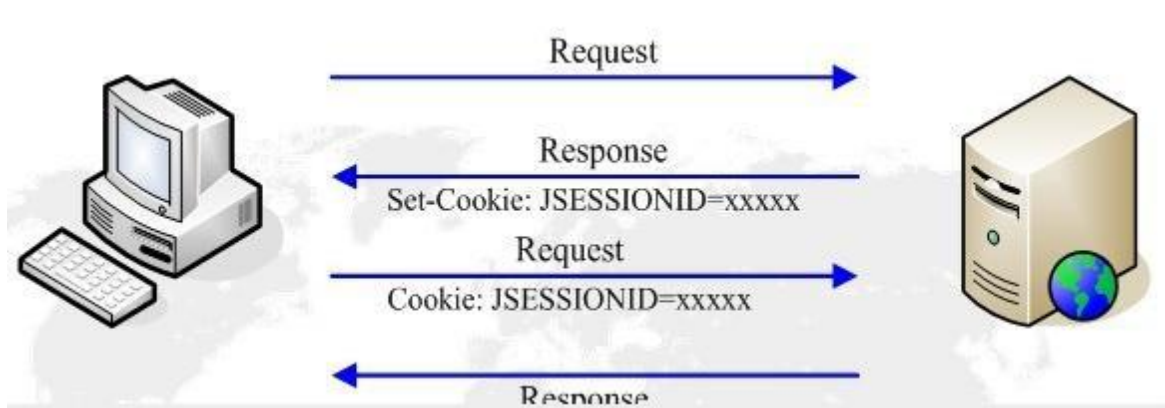 Request
Response
Set-Cookie: JSESSIONID=xxxxx
Request
Cookie: JSESSIONID=xxxxx
Response